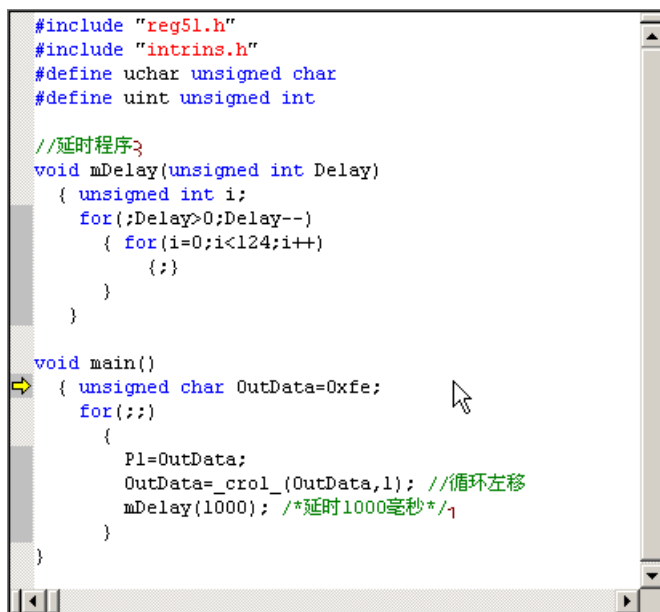 #include "reg51.h"
#include "intrins.h"
#define uchar unsigned char
#define uint unsigned int
//延时程序
void mDelay(unsigned int Delay)
{ unsigned int i;
for(;Delay>0;Delay--)
{ for(i=0;i<124;i++)
{;}
}
}
void main()
{ unsigned char OutData=0xfe;
for(;;)
{
P1=OutData;
OutData=_crol_(OutData,1); //循环左移
mDelay(1000); /*延时1000毫秒*/
}
}